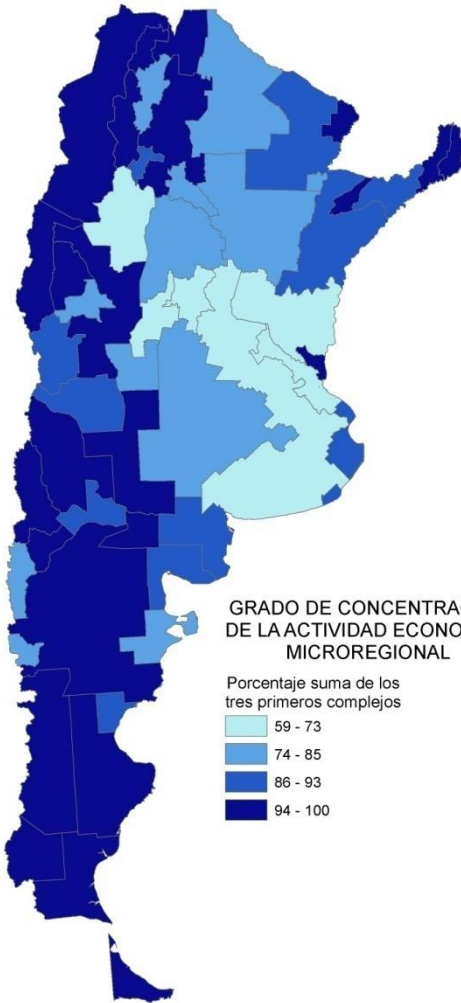 GRADO DE CONCENTRA
DE LA ACTIVIDAD ECONO
MICROREGIONAL
Porcentaje suma de los
tres primeros complejos
59 - 73
74 - 85
86 - 93
94 - 100